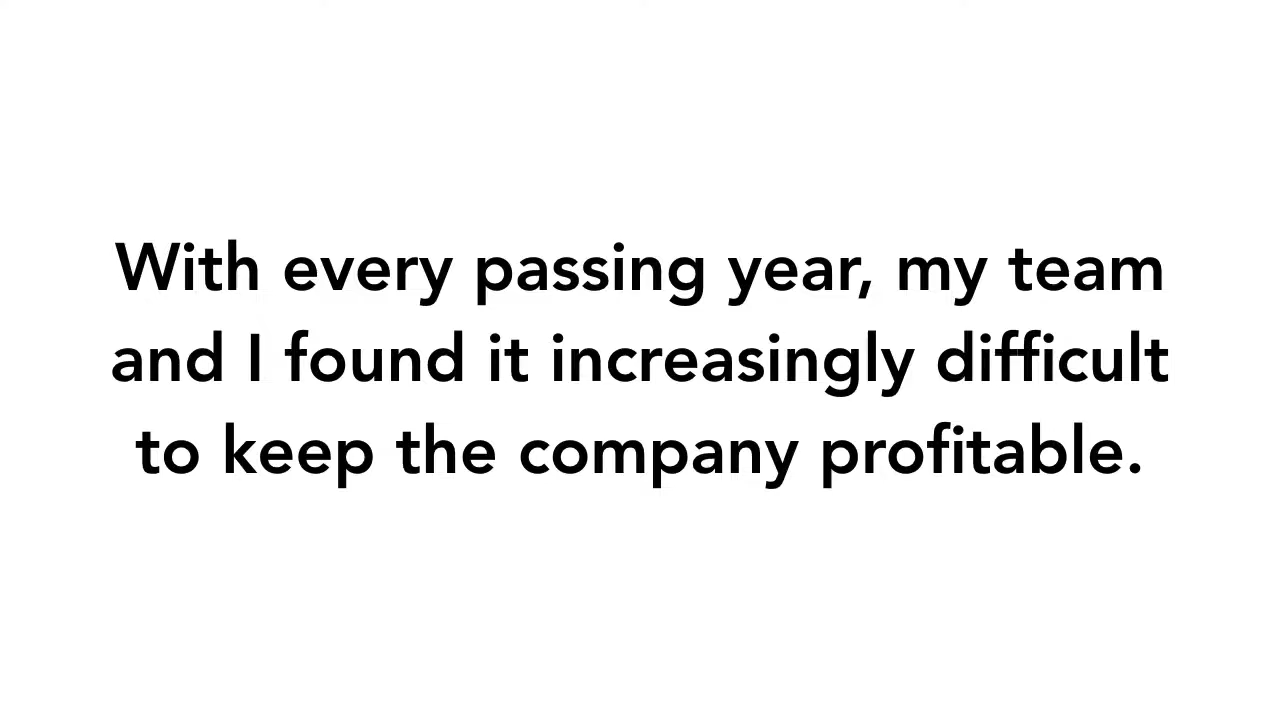 With every passing year, my team
and I found it increasingly difficult
to keep the company profitable.